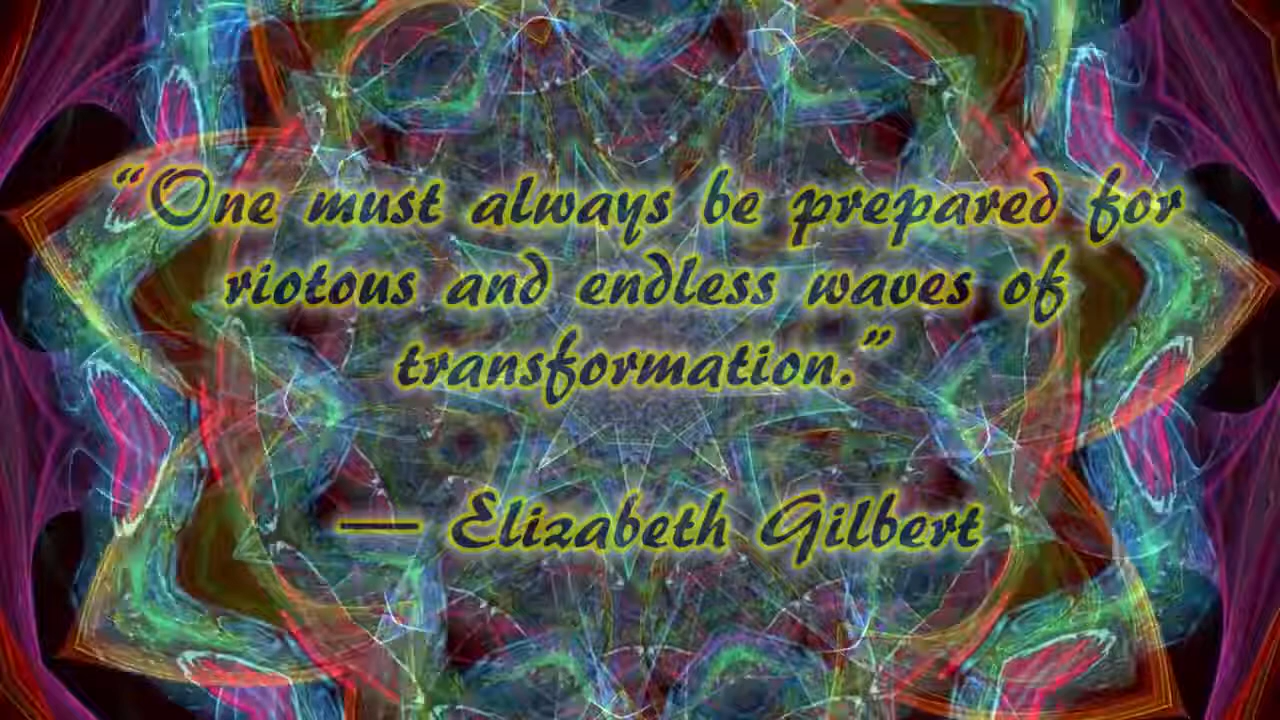 “One must always be prepared for
riotous and endless waves of
transformation.”
— Elizabeth Gilbert